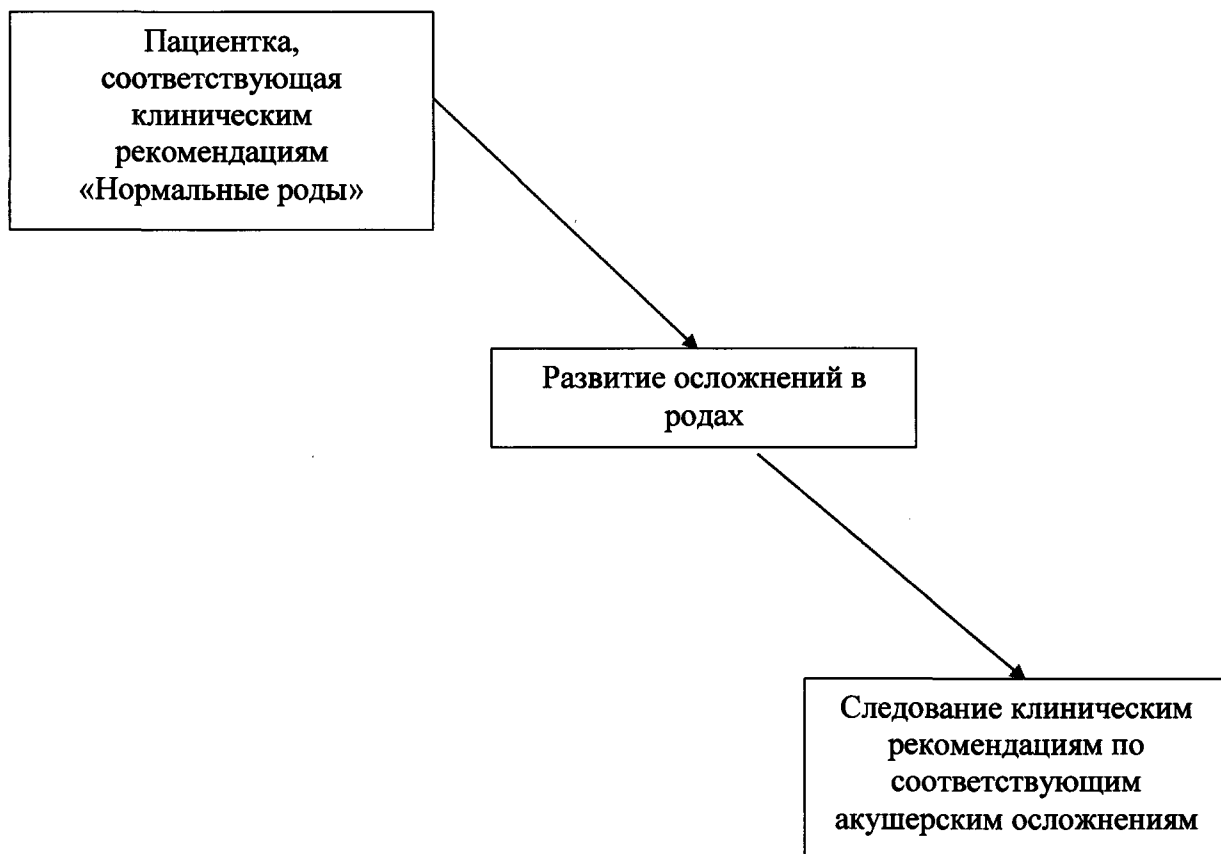 Пациентка,
соответствующая
клиническим
рекомендациям
«Нормальные роды»
Развитие осложнений в
родах
Следование клиническим
рекомендациям по
соответствующим
акушерским осложнениям